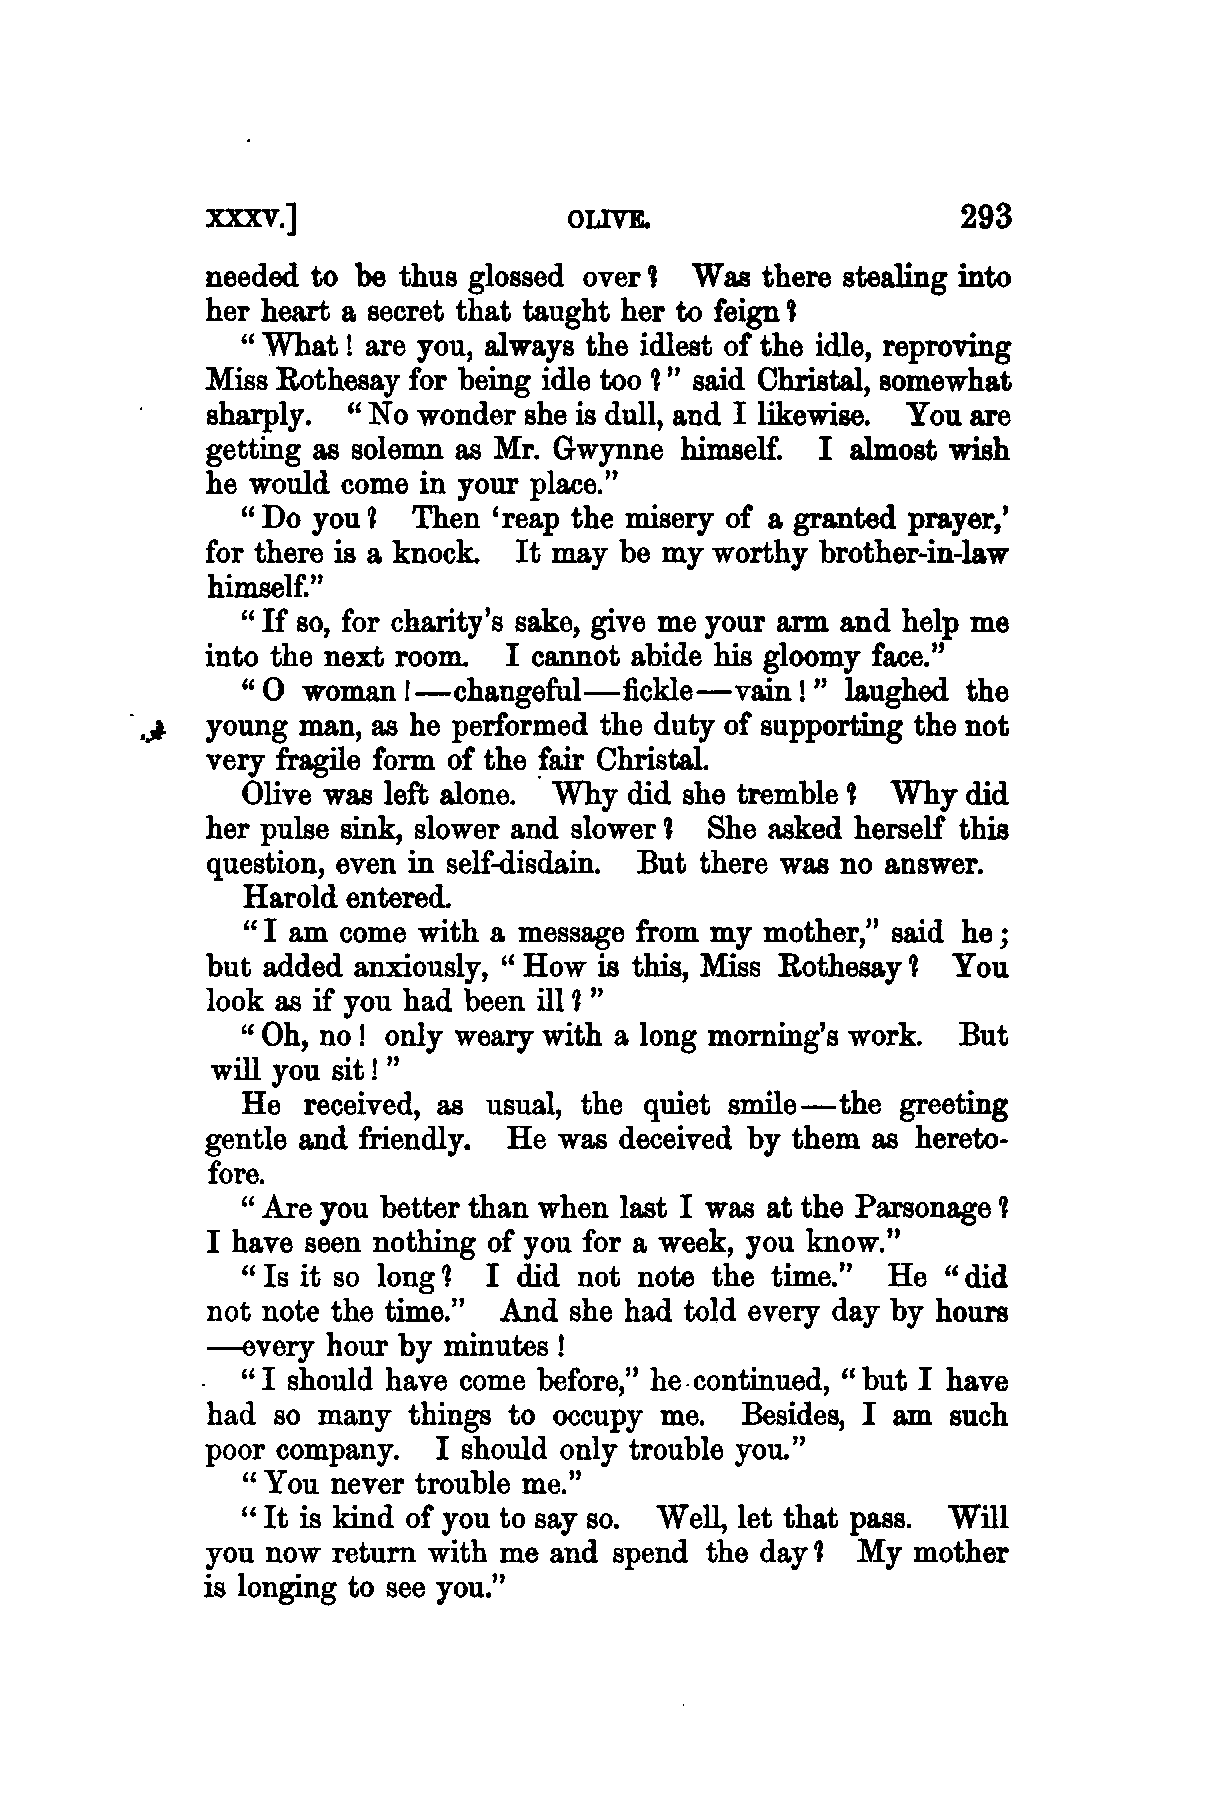 XXXV.] OLIVE. 293
needed to be thus glossed over? Was there stealing into
her heart a secret that taught her to feign?
“What! are you, always the idlest of the idle, reproving
Miss Rothesay for being idle too?” said Christal, somewhat
sharply. “No wonder she is dull, and I likewise. You are
getting as solemn as Mr. Gwynne himself. I almost wish
he would come in your place.”
“Do you? Then ‘reap the misery of a granted prayer,’
for there is a knock. It may be my worthy brother-in-law
himself.”
“If so, for charity’s sake, give me your arm and help me
into the next room. I cannot abide his gloomy face.”
“O woman!—changeful—fickle—vain!” laughed the
young man, as he performed the duty of supporting the not
very fragile form of the fair Christal.
Olive was left alone. Why did she tremble? Why did
her pulse sink, slower and slower? She asked herself this
question, even in self-disdain. But there was no answer.
Harold entered.
“I am come with a message from my mother,” said he;
but added anxiously, “How is this, Miss Rothesay? You
look as if you had been ill?”
“Oh, no! only weary with a long morning’s work. But
will you sit!”
He received, as usual, the quiet smile—the greeting
gentle and friendly. He was deceived by them as hereto-
fore.
“Are you better than when last I was at the Parsonage?
I have seen nothing of you for a week, you know.”
“Is it so long? I did not note the time.” He “did
not note the time.” And she had told every day by hours
—every hour by minutes!
“I should have come before,” he continued, “but I have
had so many things to occupy me. Besides, I am such
poor company. I should only trouble you.”
“You never trouble me.”
“It is kind of you to say so. Well, let that pass. Will
you now return with me and spend the day? My mother
is longing to see you.”